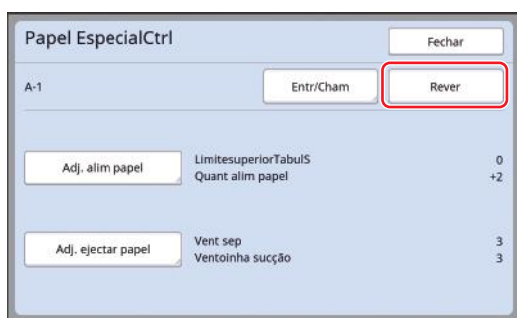 Papel EspecialCtrl
Fechar
A-1
Entr/Cham
Rever
Adj. alim papel
LimitesuperiorTabulS 0
Quant alim papel +2
Adj. ejectar papel
Vent sep 3
Ventoinha sucção 3